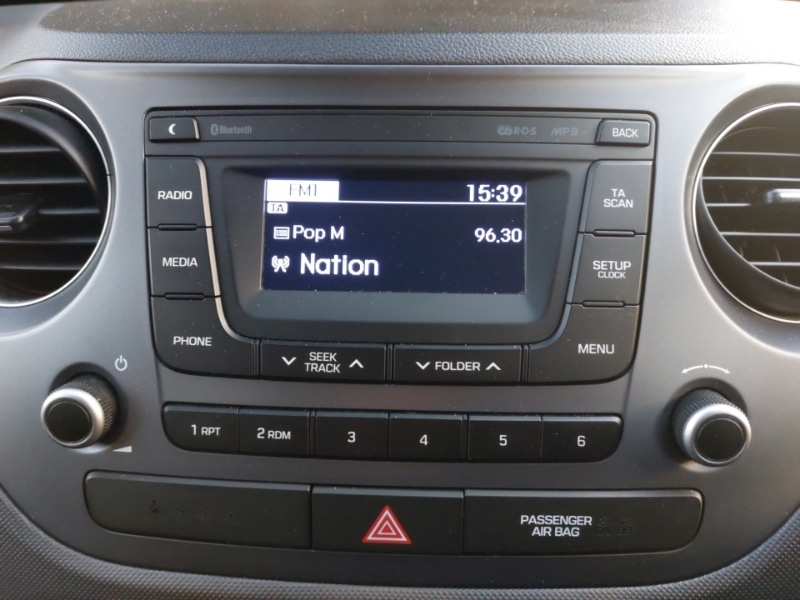 Bluetooth
R·D·S MP3
BACK
RADIO
MEDIA
PHONE
FM1 15:39
TA
Pop M 96.30
Nation
TA
SCAN
SETUP
CLOCK
MENU
SEEK
TRACK
FOLDER
1 RPT
2 RDM
3
4
5
6
PASSENGER
AIR BAG